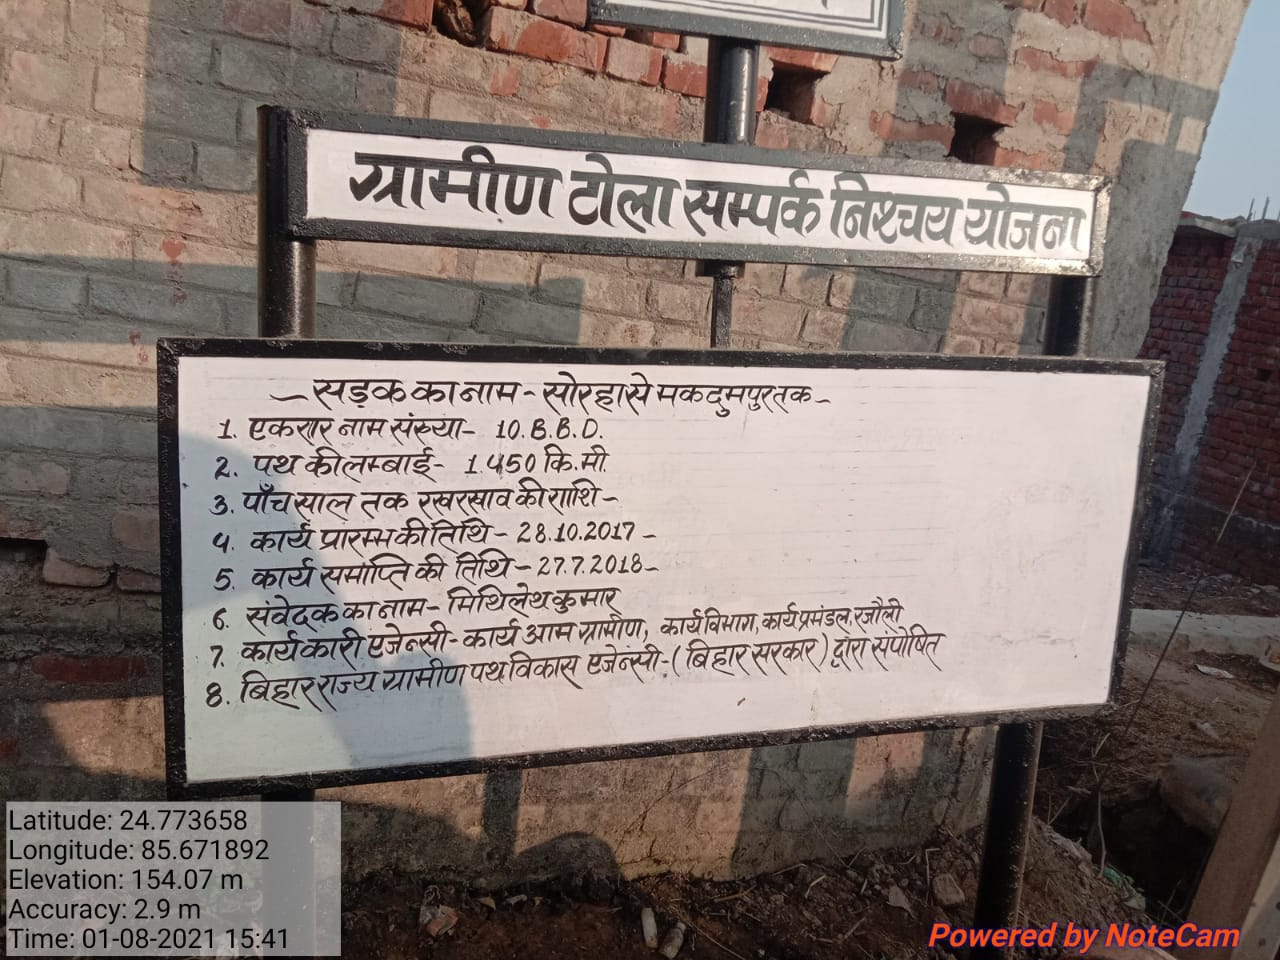 ग्रामीण टोला सम्पर्क निश्चय योजना
सड़क का नाम - सोरहा से मकदुमपुर तक -
1. एकरार नाम संख्या - 10.B.B.D.
2. पथ की लम्बाई - 1.450 कि.मी.
3. पाँच साल तक रखरखाव की राशि -
4. कार्य प्रारम्भ की तिथि - 28.10.2017 -
5. कार्य समाप्ति की तिथि - 27.7.2018 -
6. संवेदक का नाम - मिथिलेश कुमार
7. कार्यकारी एजेन्सी - कार्य आम ग्रामीण, कार्य विभाग, कार्य प्रमंडल, रजौली
8. बिहार राज्य ग्रामीण पथ विकास एजेन्सी - (बिहार सरकार) द्वारा संपोषित
Latitude: 24.773658
Longitude: 85.671892
Elevation: 154.07 m
Accuracy: 2.9 m
Time: 01-08-2021 15:41
Powered by NoteCam